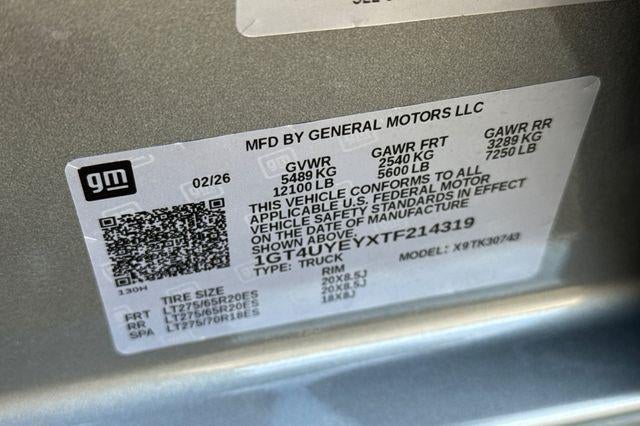 MFD BY GENERAL MOTORS LLC
gm
02/26
GVWR
5489 KG
12100 LB
GAWR FRT
2540 KG
5600 LB
GAWR RR
3289 KG
7250 LB
THIS VEHICLE CONFORMS TO ALL
APPLICABLE U.S. FEDERAL MOTOR
VEHICLE SAFETY STANDARDS IN EFFECT
ON THE DATE OF MANUFACTURE
SHOWN ABOVE.
1GT4UYEYXTF214319
TYPE: TRUCK
MODEL: X9TK30743
130H
TIRE SIZE RIM
FRT LT275/65R20ES 20X8.5J
RR LT275/65R20ES 20X8.5J
SPA LT275/70R18ES 18X8J